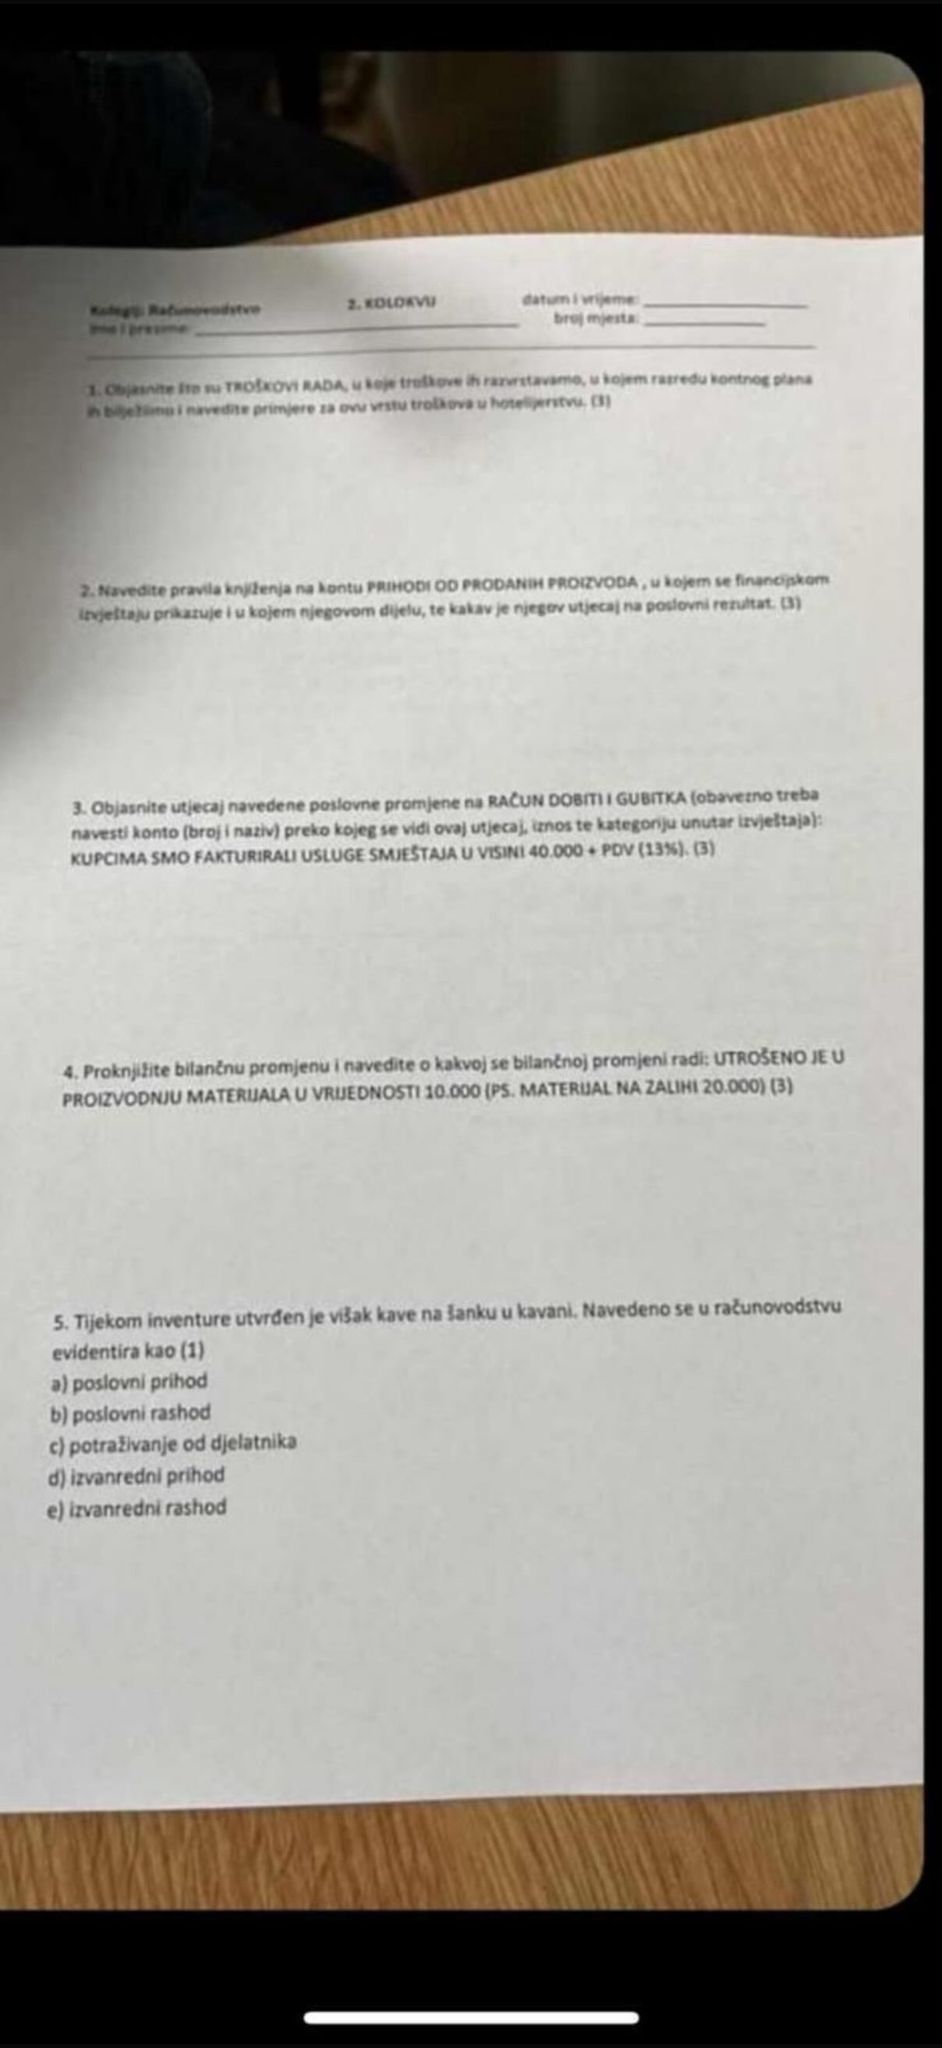 Kolegij: Računovodstvo 2. KOLOKVIJ datum i vrijeme:
Ime i prezime: broj mjesta:
1. Objasnite što su TROŠKOVI RADA, u koje troškove ih razvrstavamo, u kojem razredu kontnog plana
ih bilježimo i navedite primjere za ovu vrstu troškova u hotelijerstvu. (3)
2. Navedite pravila knjiženja na kontu PRIHODI OD PRODANIH PROIZVODA , u kojem se financijskom
izvještaju prikazuje i u kojem njegovom dijelu, te kakav je njegov utjecaj na poslovni rezultat. (3)
3. Objasnite utjecaj navedene poslovne promjene na RAČUN DOBITI I GUBITKA (obavezno treba
navesti konto (broj i naziv) preko kojeg se vidi ovaj utjecaj, iznos te kategoriju unutar izvještaja):
KUPCIMA SMO FAKTURIRALI USLUGE SMJEŠTAJA U VISINI 40.000 + PDV (13%). (3)
4. Proknjižite bilančnu promjenu i navedite o kakvoj se bilančnoj promjeni radi: UTROŠENO JE U
PROIZVODNJU MATERIJALA U VRIJEDNOSTI 10.000 (PS. MATERIJAL NA ZALIHI 20.000) (3)
5. Tijekom inventure utvrđen je višak kave na šanku u kavani. Navedeno se u računovodstvu
evidentira kao (1)
a) poslovni prihod
b) poslovni rashod
c) potraživanje od djelatnika
d) izvanredni prihod
e) izvanredni rashod